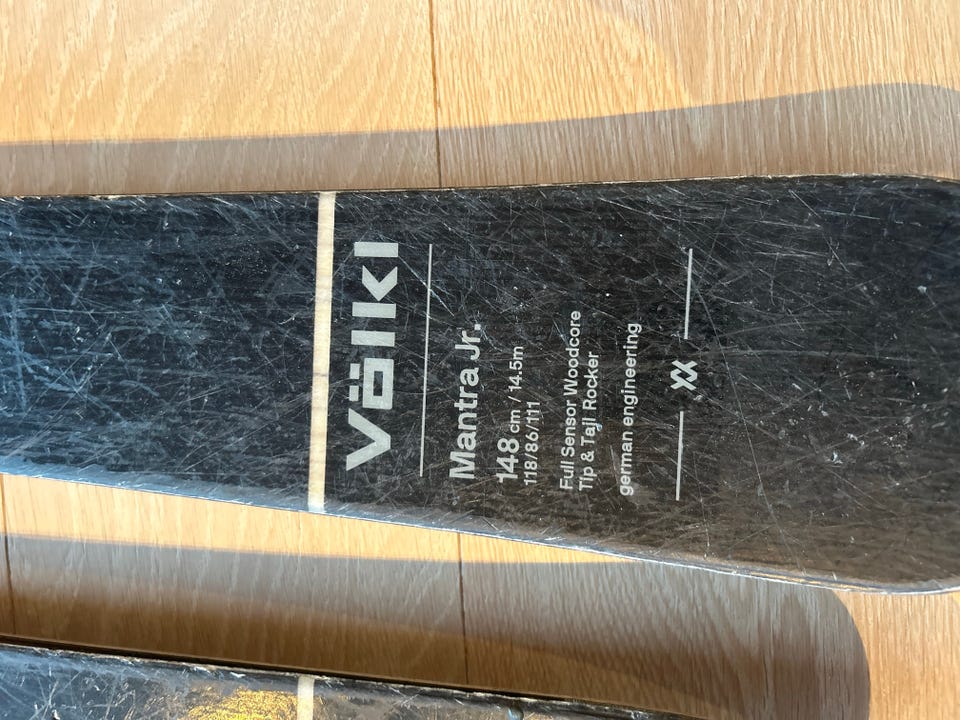 Völkl
Mantra Jr.
148 cm / 14.5m
118/86/111
Full Sensor Woodcore
Tip & Tail Rocker
german engineering